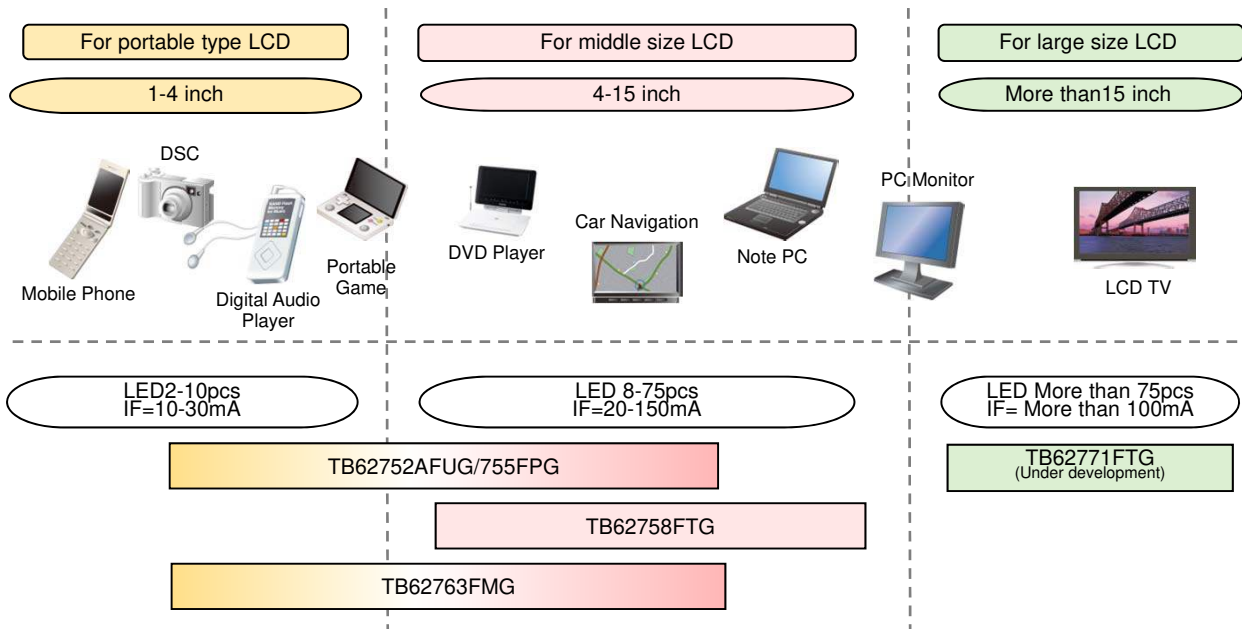 For portable type LCD
For middle size LCD
For large size LCD
1-4 inch
4-15 inch
More than15 inch
DSC
Mobile Phone
Digital Audio
Player
Portable
Game
DVD Player
Car Navigation
Note PC
PC Monitor
LCD TV
LED2-10pcs
IF=10-30mA
LED 8-75pcs
IF=20-150mA
LED More than 75pcs
IF= More than 100mA
TB62752AFUG/755FPG
TB62771FTG
(Under development)
TB62758FTG
TB62763FMG